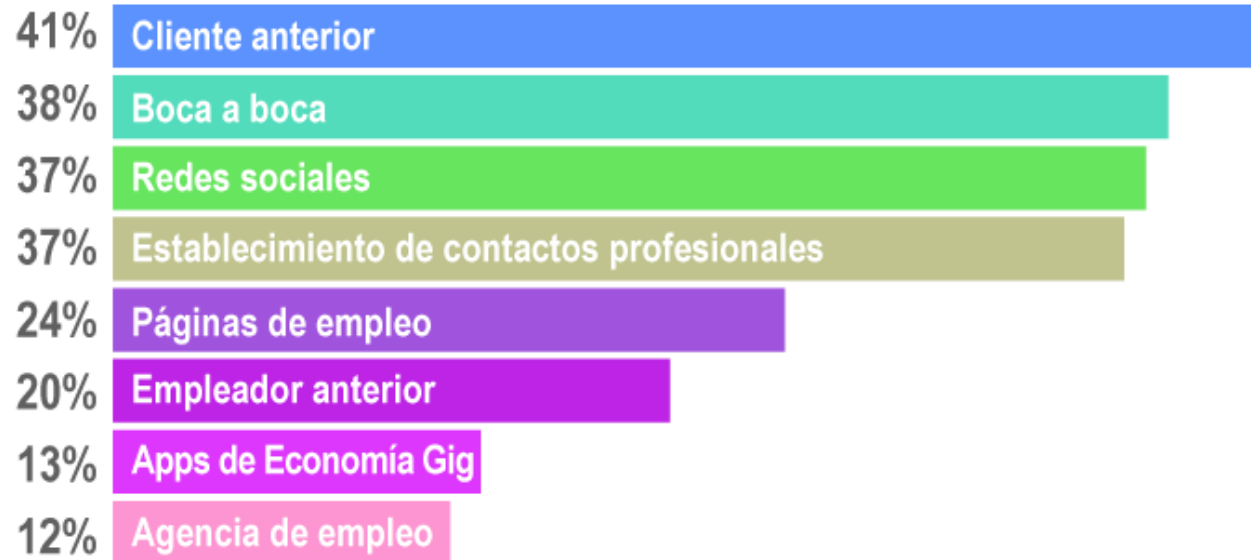 41% Cliente anterior
38% Boca a boca
37% Redes sociales
37% Establecimiento de contactos profesionales
24% Páginas de empleo
20% Empleador anterior
13% Apps de Economía Gig
12% Agencia de empleo